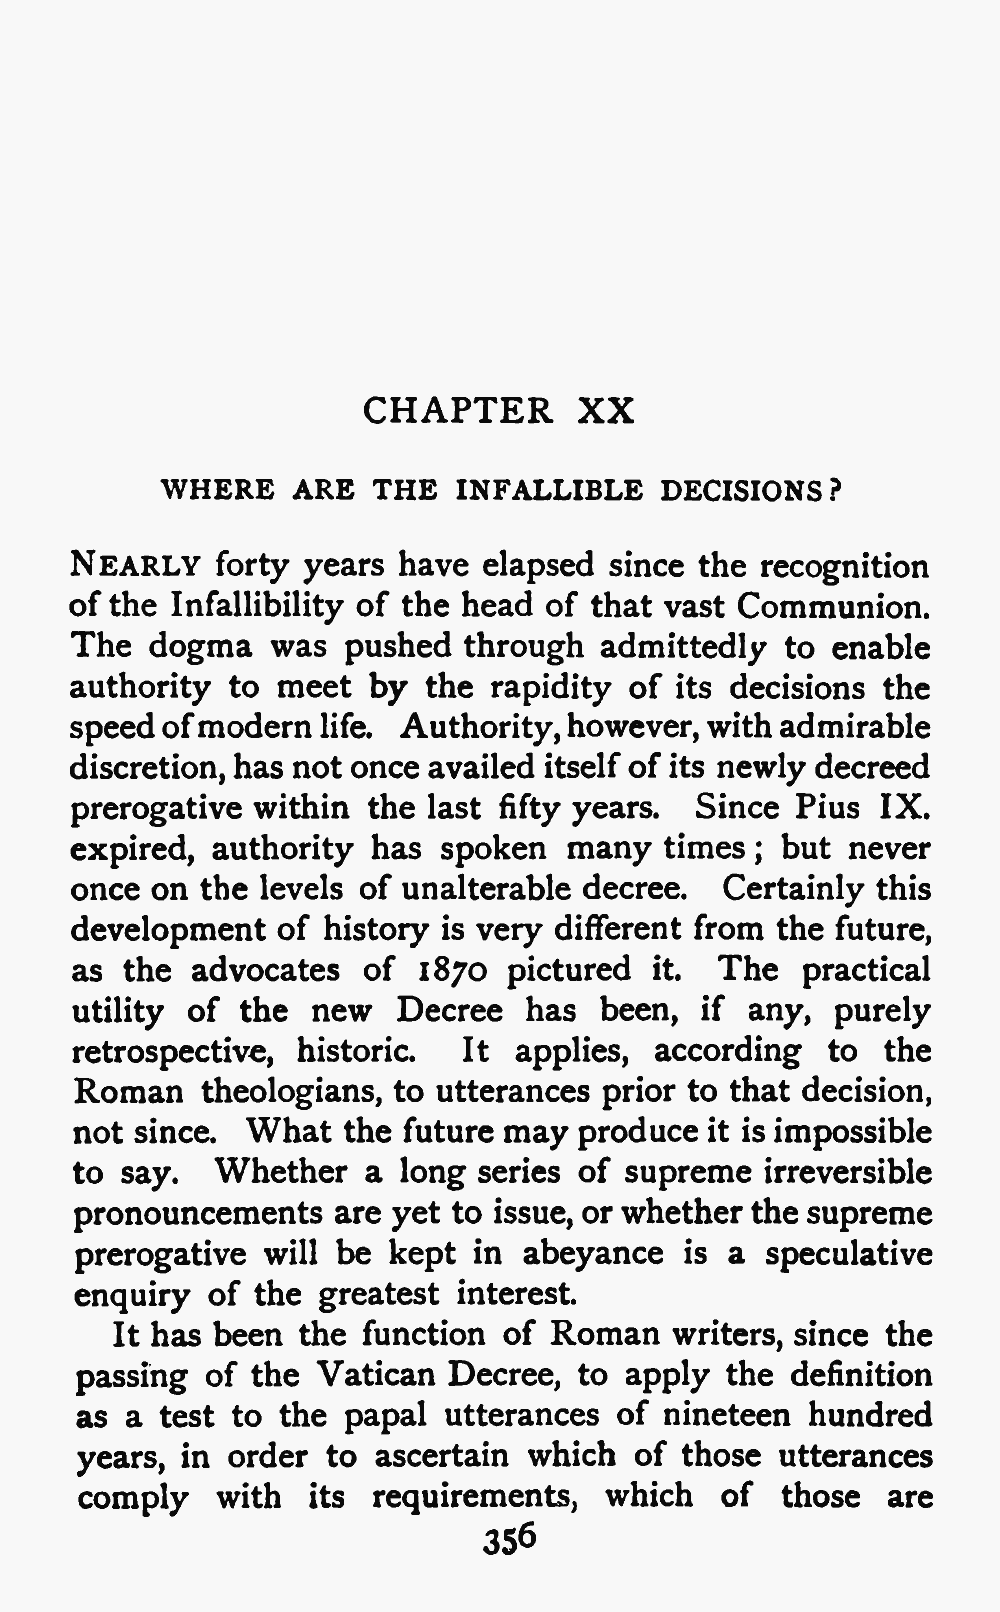 CHAPTER XX
WHERE ARE THE INFALLIBLE DECISIONS?
NEARLY forty years have elapsed since the recognition
of the Infallibility of the head of that vast Communion.
The dogma was pushed through admittedly to enable
authority to meet by the rapidity of its decisions the
speed of modern life. Authority, however, with admirable
discretion, has not once availed itself of its newly decreed
prerogative within the last fifty years. Since Pius IX.
expired, authority has spoken many times; but never
once on the levels of unalterable decree. Certainly this
development of history is very different from the future,
as the advocates of 1870 pictured it. The practical
utility of the new Decree has been, if any, purely
retrospective, historic. It applies, according to the
Roman theologians, to utterances prior to that decision,
not since. What the future may produce it is impossible
to say. Whether a long series of supreme irreversible
pronouncements are yet to issue, or whether the supreme
prerogative will be kept in abeyance is a speculative
enquiry of the greatest interest.
It has been the function of Roman writers, since the
passing of the Vatican Decree, to apply the definition
as a test to the papal utterances of nineteen hundred
years, in order to ascertain which of those utterances
comply with its requirements, which of those are
356